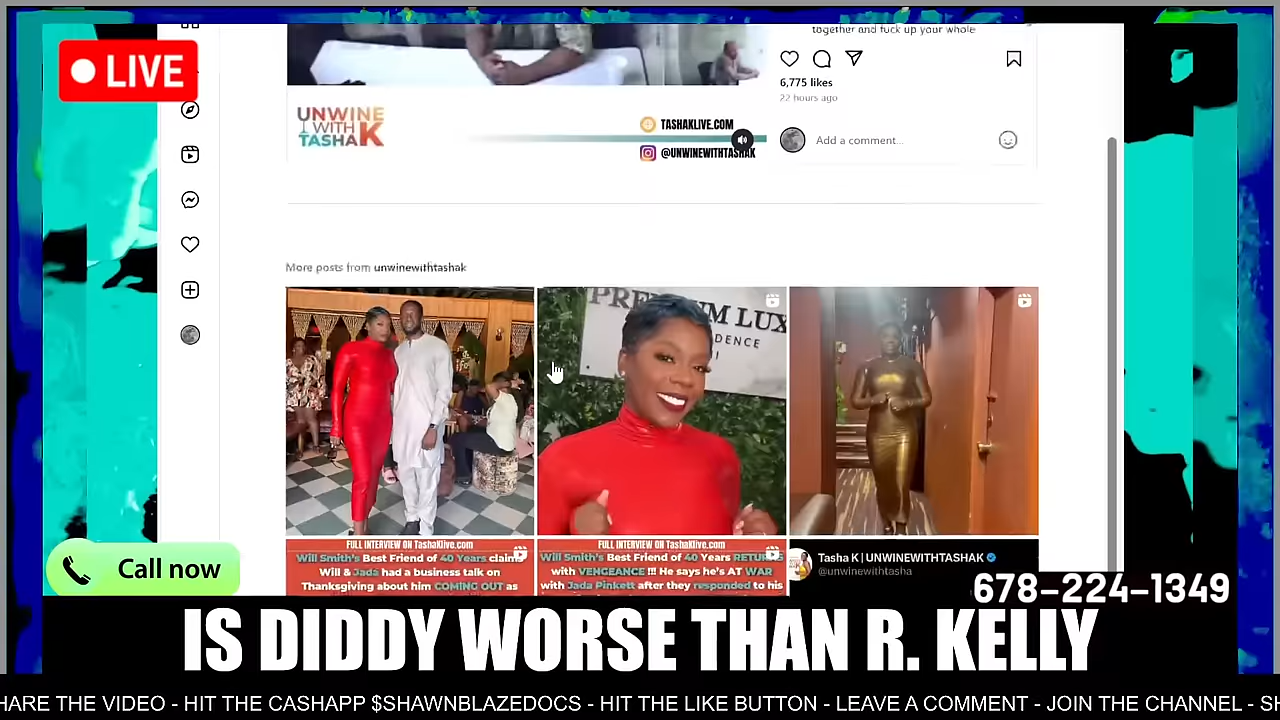 together and fuck up your whole
LIVE
6,775 likes
22 hours ago
UNWINE
WITH
TASHA K
TASHAKLIVE.COM
@UNWINEWITHTASHAK
Add a comment...
More posts from unwinewithtashak
LUX
DENCE
FULL INTERVIEW ON TashaKlive.com
Will Smith's Best Friend of 40 Years claims
Will & Jada had a business talk on
Thanksgiving about him COMING OUT as
FULL INTERVIEW ON TashaKlive.com
Will Smith's Best Friend of 40 Years RETURNS
with VENGEANCE !!! He says he's AT WAR
with Jada Pinkett after they responded to his
Tasha K | UNWINEWITHTASHAK
@unwinewithtasha
Call now
678-224-1349
IS DIDDY WORSE THAN R. KELLY
HARE THE VIDEO - HIT THE CASHAPP $SHAWNBLAZEDOCS - HIT THE LIKE BUTTON - LEAVE A COMMENT - JOIN THE CHANNEL - SH